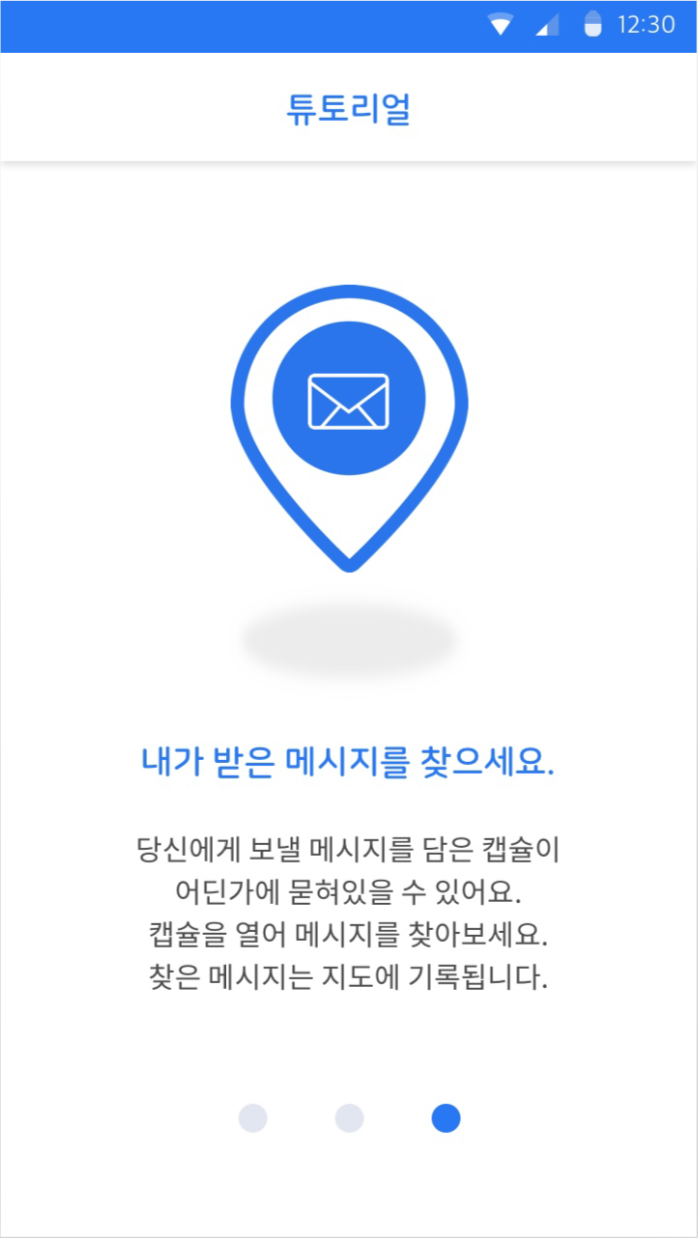 12:30
튜토리얼
내가 받은 메시지를 찾으세요.
당신에게 보낼 메시지를 담은 캡슐이
어딘가에 묻혀있을 수 있어요.
캡슐을 열어 메시지를 찾아보세요.
찾은 메시지는 지도에 기록됩니다.